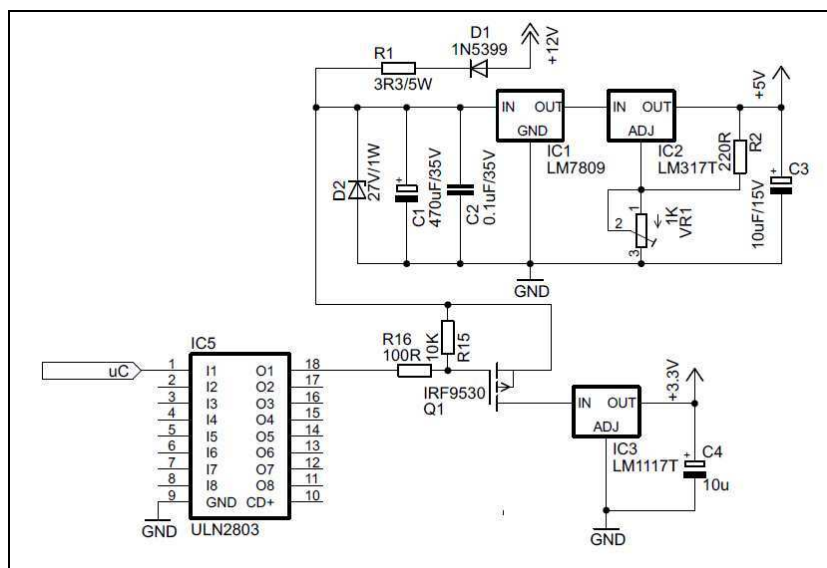 D1
1N5399
+12V
R1
3R3/5W
+5V
IN OUT
GND
IC1
LM7809
IN OUT
ADJ
IC2
LM317T
220R
R2
C3
10uF/15V
D2
27V/1W
+
C1
470uF/35V
C2
0.1uF/35V
1
2
3
1K
VR1
+
GND
IC5
R16
100R
10K
R15
uC
1 I1 O1 18
2 I2 O2 17
3 I3 O3 16
4 I4 O4 15
5 I5 O5 14
6 I6 O6 13
7 I7 O7 12
8 I8 O8 11
9 GND CD+ 10
GND
ULN2803
IRF9530
Q1
IN OUT
ADJ
IC3
LM1117T
+3.3V
+
C4
10u
GND